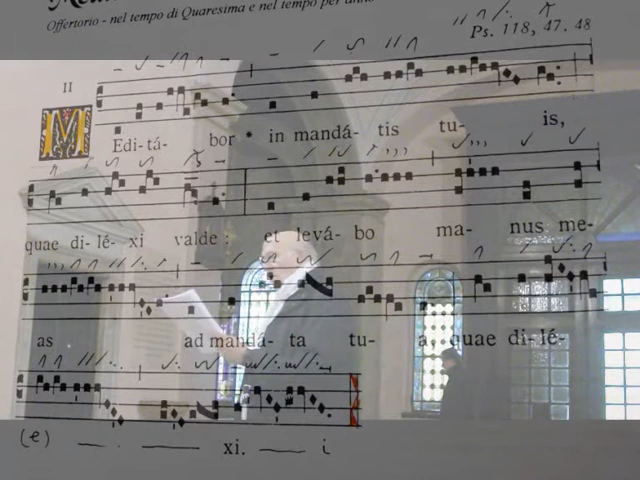 Offertorio - nel tempo di Quaresima e nel tempo per anno
Ps. 118, 47. 48
II
MEdi-tá- bor * in mandá- tis tu- is,
quae di-lé- xi valde : et levá- bo ma- nus me-
as ad mandá- ta tu- a, quae di-lé-
(e) xi. i